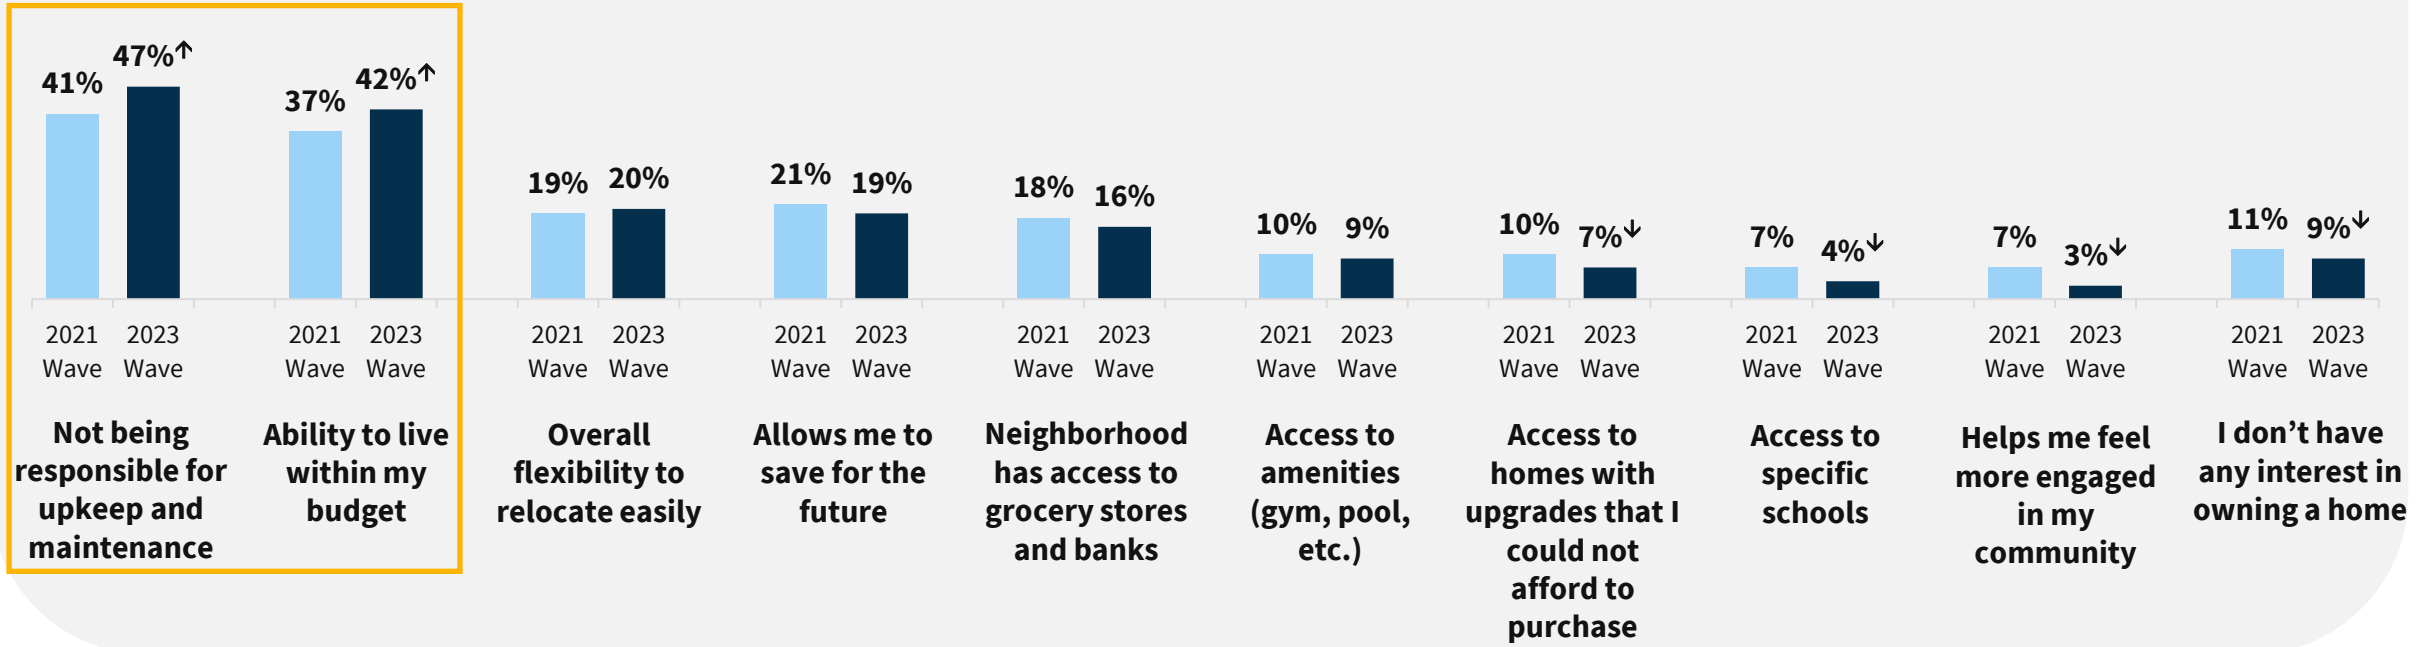 41% 47%↑
37% 42%↑
19% 20%
21% 19%
18% 16%
10% 9%
10% 7%↓
7% 4%↓
7% 3%↓
11% 9%↓
2021 2023
Wave Wave
2021 2023
Wave Wave
2021 2023
Wave Wave
2021 2023
Wave Wave
2021 2023
Wave Wave
2021 2023
Wave Wave
2021 2023
Wave Wave
2021 2023
Wave Wave
2021 2023
Wave Wave
2021 2023
Wave Wave
Not being
responsible for
upkeep and
maintenance
Ability to live
within my
budget
Overall
flexibility to
relocate easily
Allows me to
save for the
future
Neighborhood
has access to
grocery stores
and banks
Access to
amenities
(gym, pool,
etc.)
Access to
homes with
upgrades that I
could not
afford to
purchase
Access to
specific
schools
Helps me feel
more engaged
in my
community
I don’t have
any interest in
owning a home